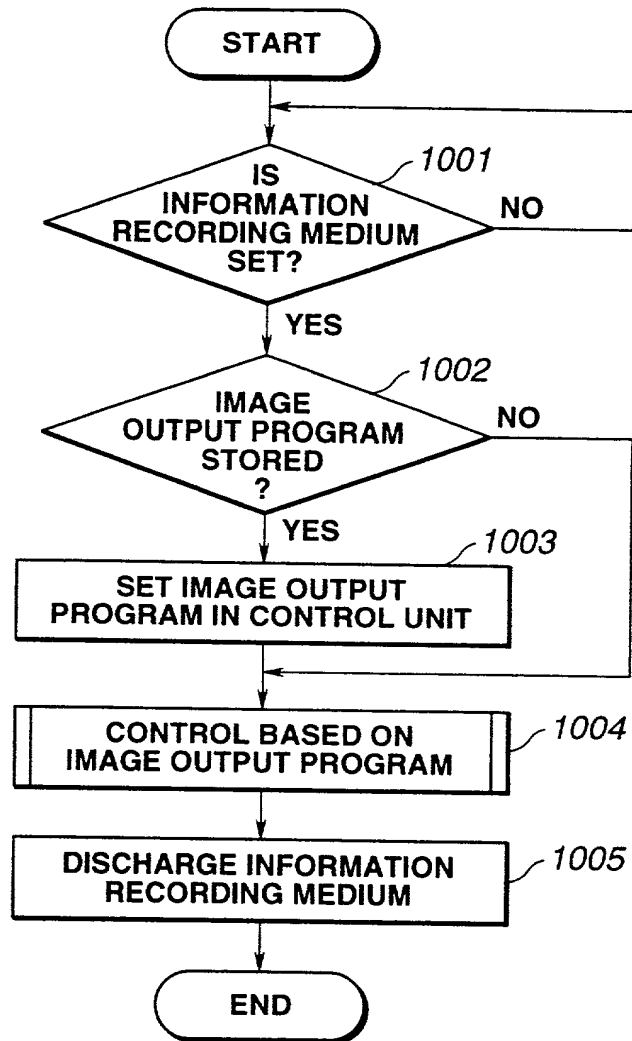 START
1001
IS
INFORMATION
RECORDING MEDIUM
SET?
NO
YES
1002
IMAGE
OUTPUT PROGRAM
STORED
?
NO
YES
1003
SET IMAGE OUTPUT
PROGRAM IN CONTROL UNIT
CONTROL BASED ON
IMAGE OUTPUT PROGRAM
1004
DISCHARGE INFORMATION
RECORDING MEDIUM
1005
END